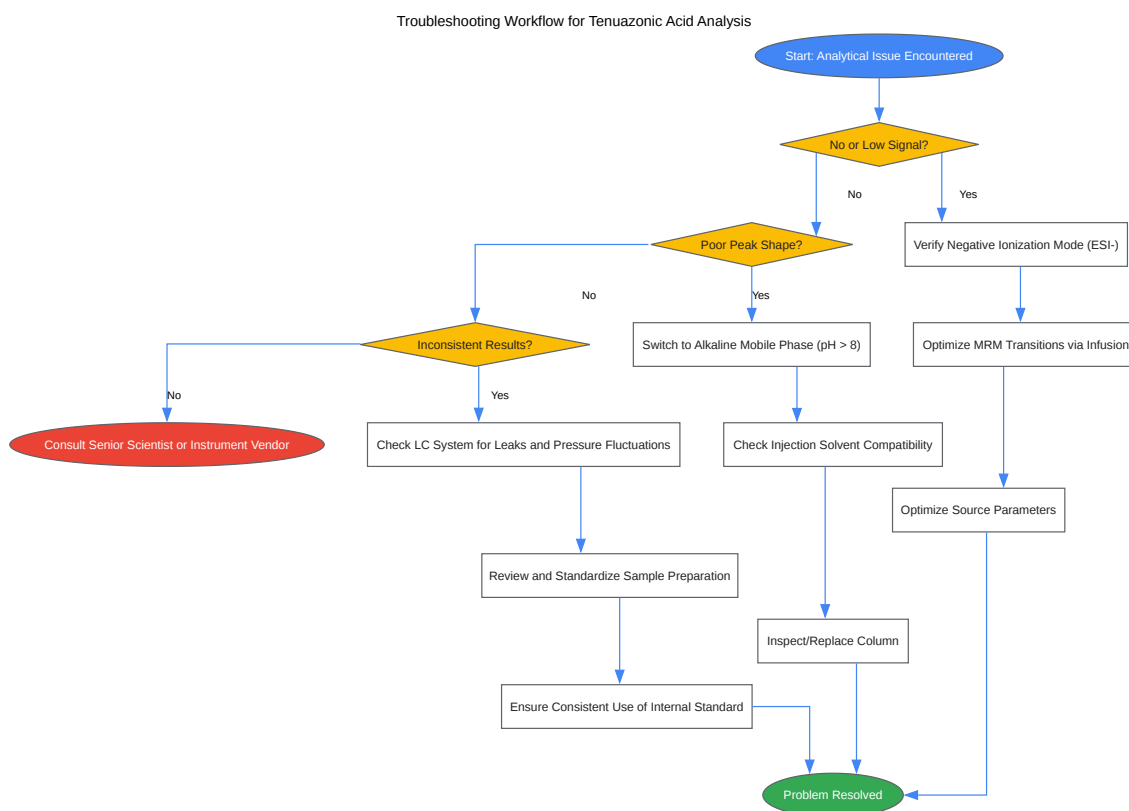 Troubleshooting Workflow for Tenuazonic Acid Analysis
Start: Analytical Issue Encountered
No or Low Signal?
No
Yes
Poor Peak Shape?
Verify Negative Ionization Mode (ESI-)
No
Yes
Inconsistent Results?
Switch to Alkaline Mobile Phase (pH > 8)
Optimize MRM Transitions via Infusion
No
Yes
Consult Senior Scientist or Instrument Vendor
Check LC System for Leaks and Pressure Fluctuations
Check Injection Solvent Compatibility
Optimize Source Parameters
Review and Standardize Sample Preparation
Inspect/Replace Column
Ensure Consistent Use of Internal Standard
Problem Resolved